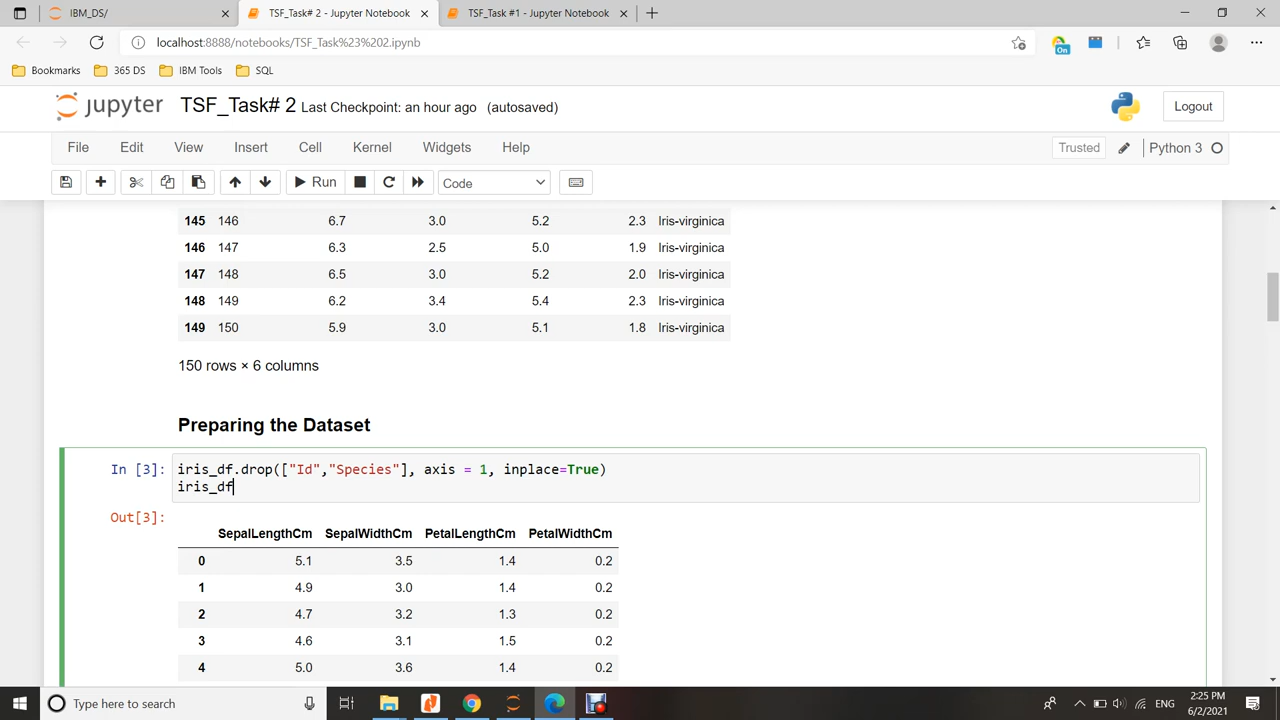 IBM_DS/
TSF_Task# 2 - Jupyter Notebook
TSF_Task #1 - Jupyter Notebook
localhost:8888/notebooks/TSF_Task%23%202.ipynb
On
Bookmarks
365 DS
IBM Tools
SQL
jupyter
TSF_Task# 2 Last Checkpoint: an hour ago (autosaved)
Logout
File
Edit
View
Insert
Cell
Kernel
Widgets
Help
Trusted
Python 3
Run
Code
145 146 6.7 3.0 5.2 2.3 Iris-virginica
146 147 6.3 2.5 5.0 1.9 Iris-virginica
147 148 6.5 3.0 5.2 2.0 Iris-virginica
148 149 6.2 3.4 5.4 2.3 Iris-virginica
149 150 5.9 3.0 5.1 1.8 Iris-virginica
150 rows × 6 columns
Preparing the Dataset
In [3]: iris_df.drop(["Id","Species"], axis = 1, inplace=True)
iris_df
Out[3]:
SepalLengthCm SepalWidthCm PetalLengthCm PetalWidthCm
0 5.1 3.5 1.4 0.2
1 4.9 3.0 1.4 0.2
2 4.7 3.2 1.3 0.2
3 4.6 3.1 1.5 0.2
4 5.0 3.6 1.4 0.2
Type here to search
ENG
2:25 PM
6/2/2021